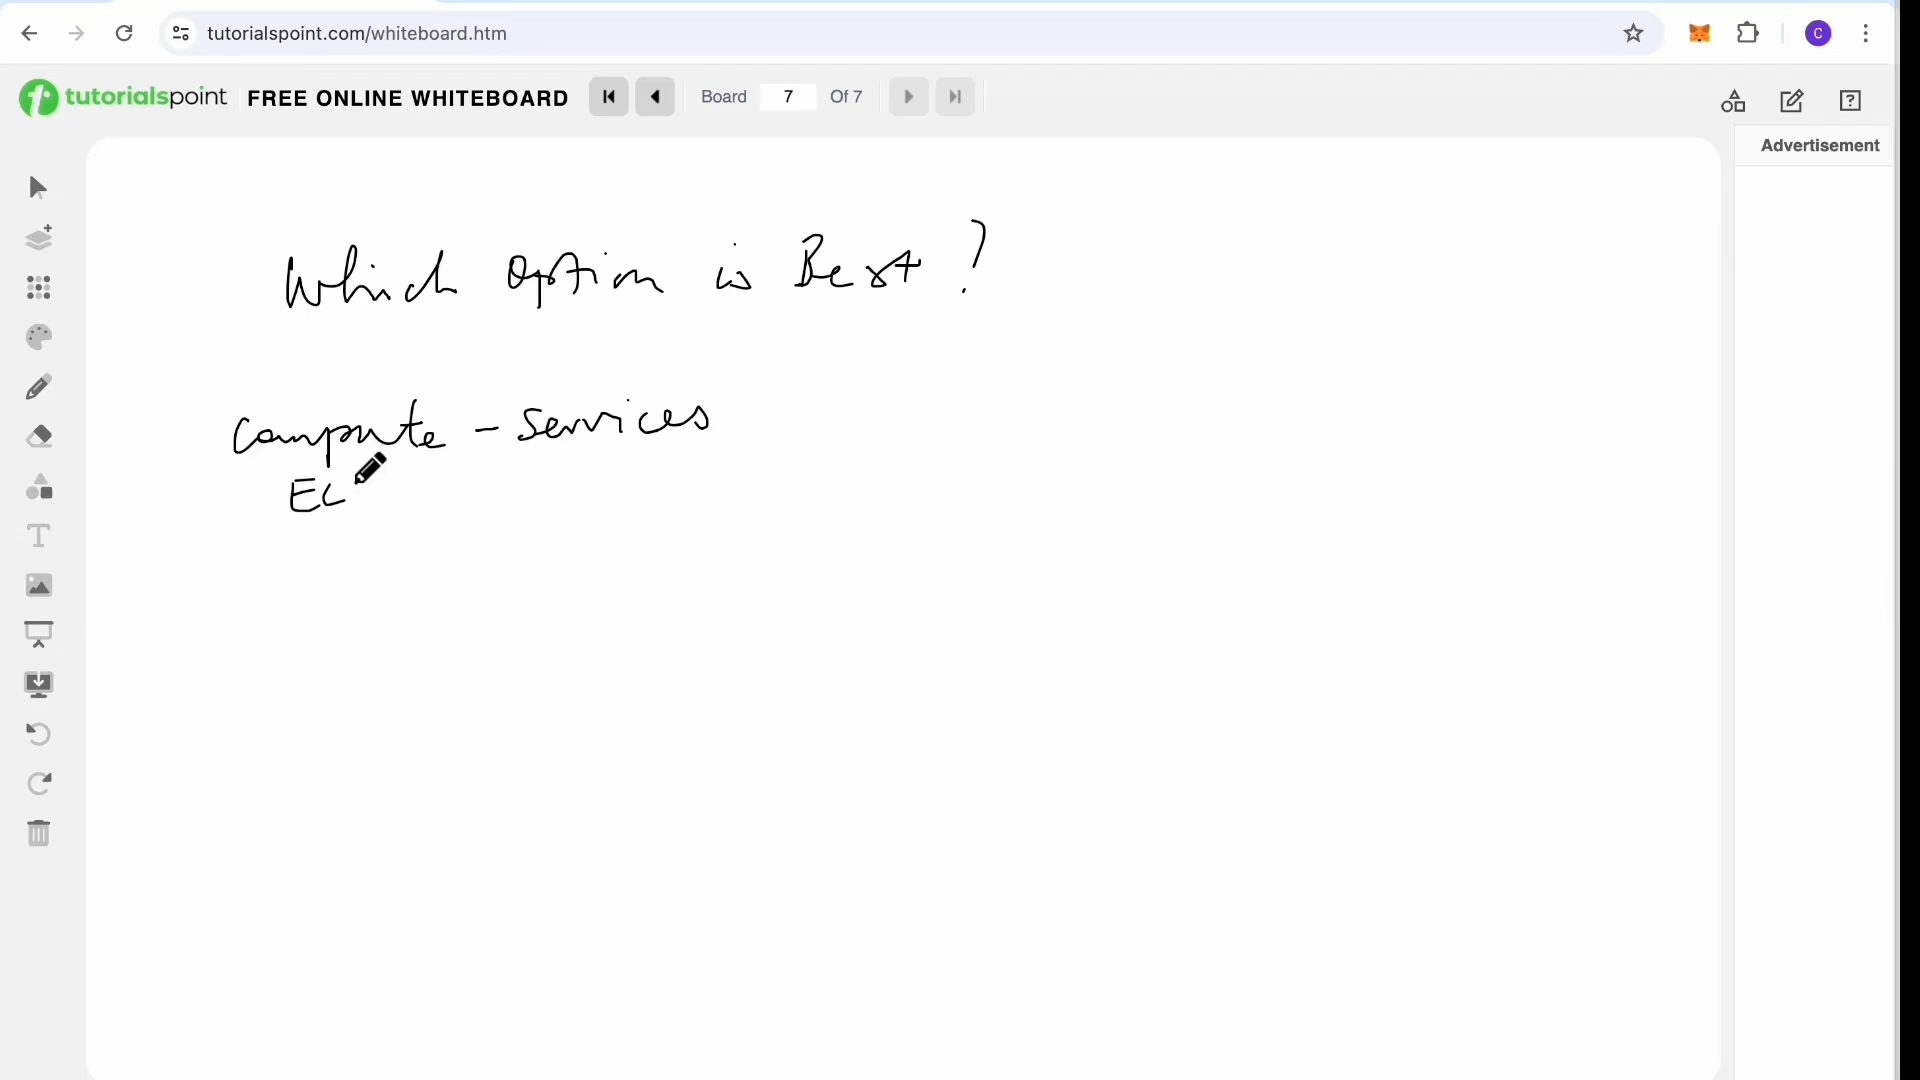 tutorialspoint.com/whiteboard.htm
C
tutorialspoint FREE ONLINE WHITEBOARD Board 7 Of 7
?
Advertisement
Which Option is Best ?
Compute - Services
EC
T